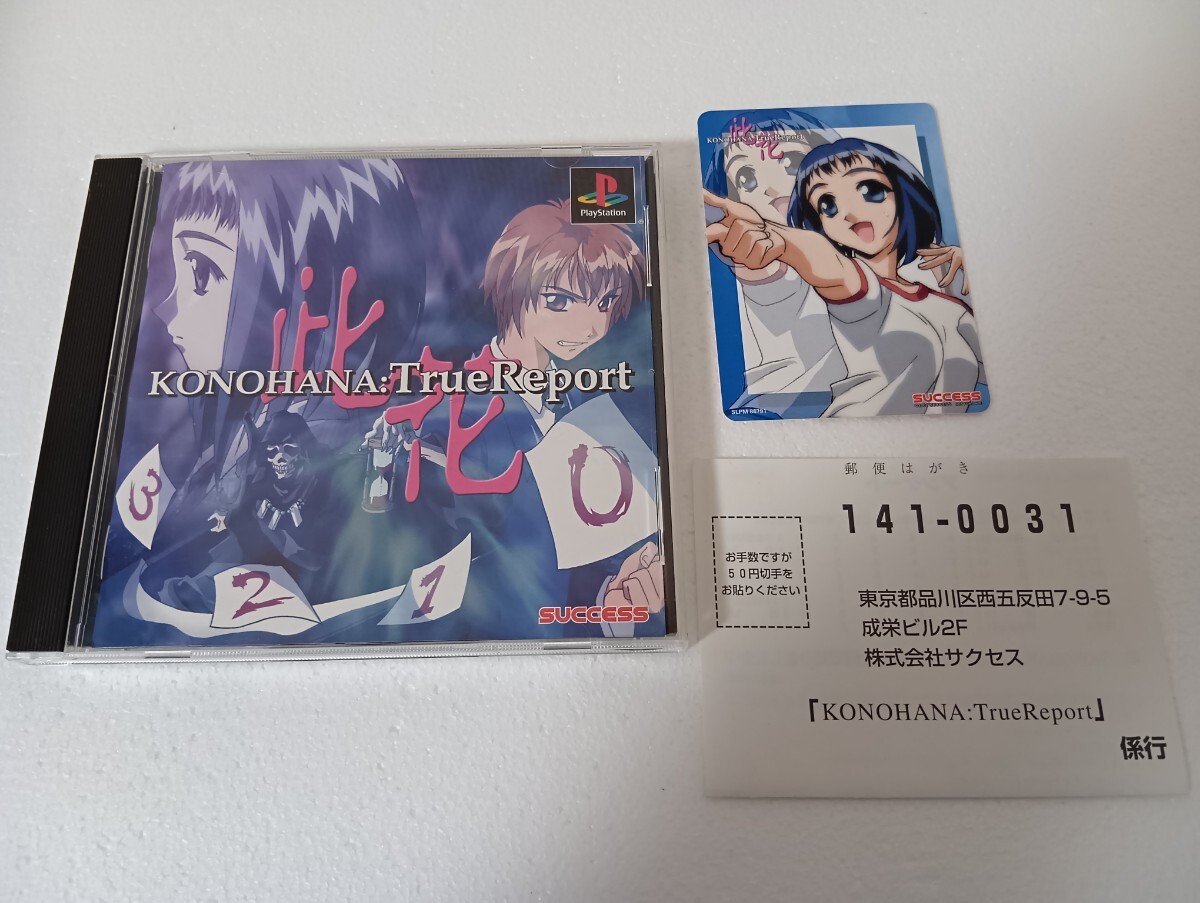 PlayStation
此花
KONOHANA:TrueReport
3
2
1
0
SUCCESS
此花
KONOHANA:TrueReport
SUCCESS
郵便はがき
141-0031
お手数ですが
50円切手を
お貼りください
東京都品川区西五反田7-9-5
成栄ビル2F
株式会社サクセス
「KONOHANA:TrueReport」
係行